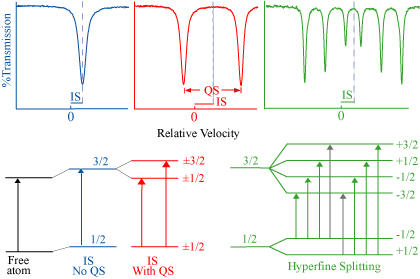 %Transmission
IS
0
QS
IS
0
IS
0
Relative Velocity
3/2
±3/2
±1/2
3/2
+3/2
+1/2
-1/2
-3/2
1/2
±1/2
1/2
-1/2
+1/2
Free
atom
IS
No QS
IS
With QS
Hyperfine Splitting